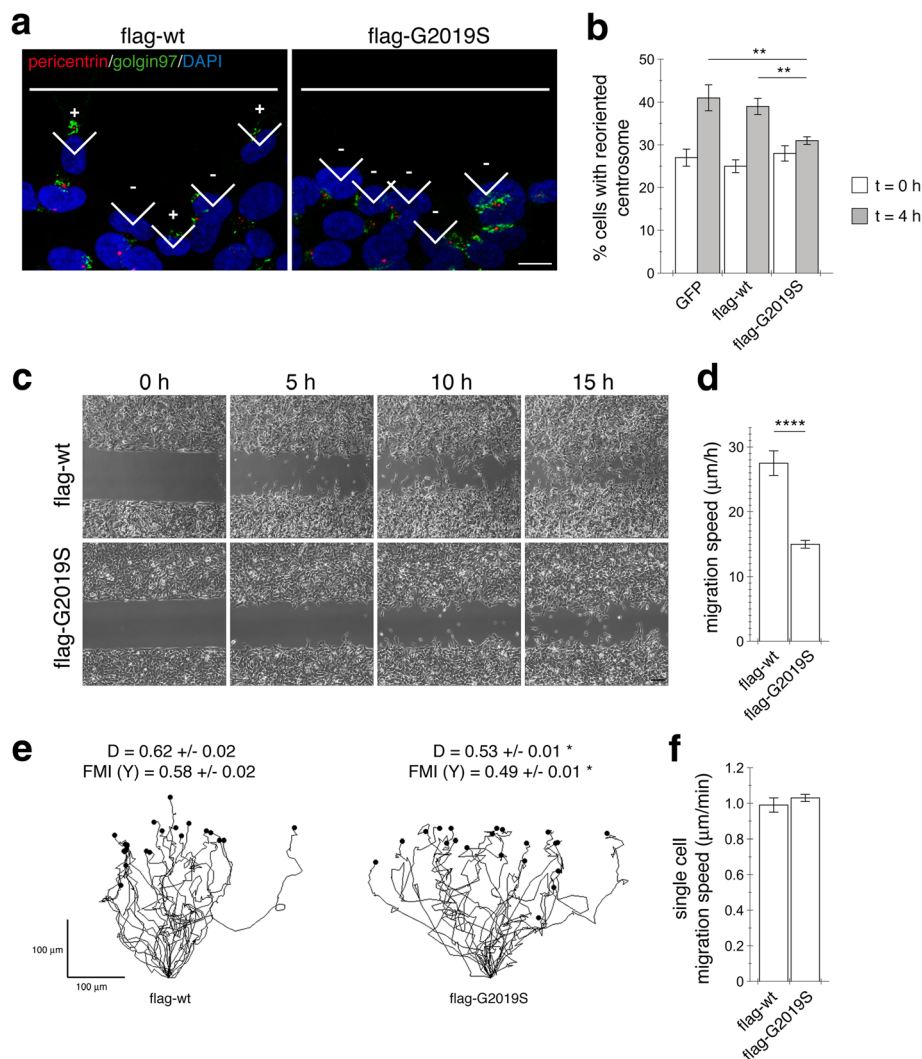 a
flag-wt
flag-G2019S
pericentrin/golgin97/DAPI
+
+
-
-
+
-
-
-
-
-
b
% cells with reoriented
centrosome
50
40
30
20
10
0
**
**
GFP
flag-wt
flag-G2019S
t = 0 h
t = 4 h
c
0 h
5 h
10 h
15 h
flag-wt
flag-G2019S
d
migration speed (μm/h)
30
20
10
0
****
flag-wt
flag-G2019S
e
D = 0.62 +/- 0.02
FMI (Y) = 0.58 +/- 0.02
D = 0.53 +/- 0.01 *
FMI (Y) = 0.49 +/- 0.01 *
100 μm
100 μm
flag-wt
flag-G2019S
f
single cell
migration speed (μm/min)
1.2
1.0
0.8
0.6
0.4
0.2
0
flag-wt
flag-G2019S